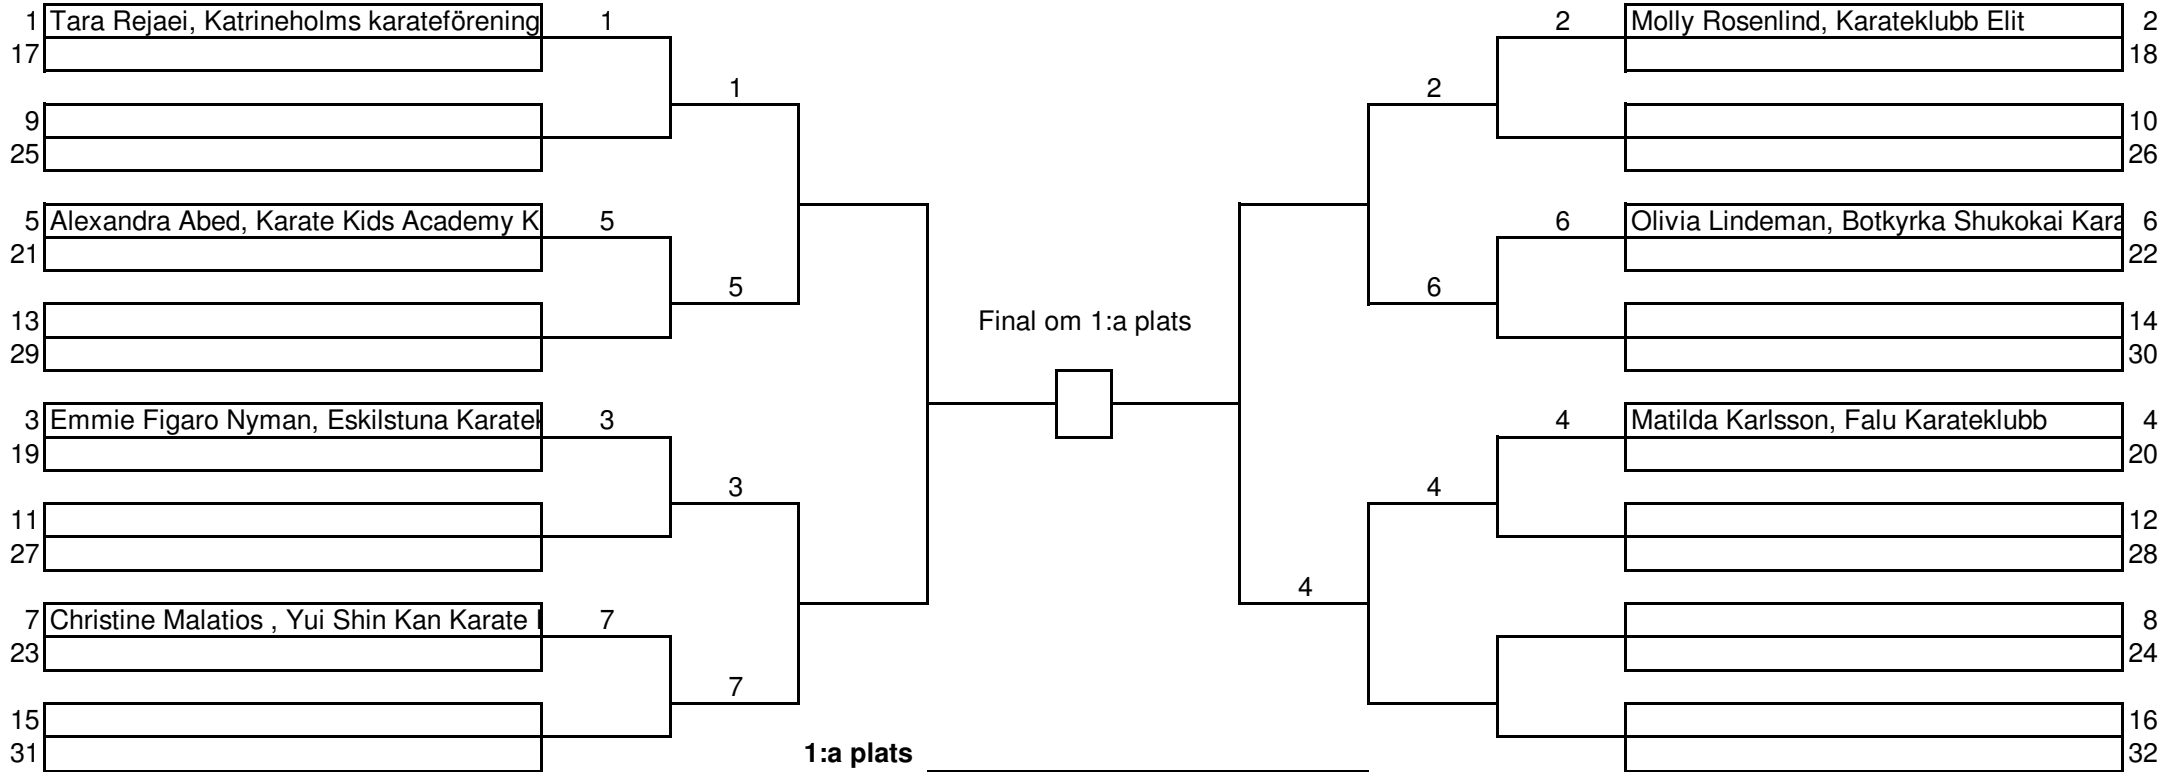 1 Tara Rejaei, Katrineholms karateförening 1 2 Molly Rosenlind, Karateklubb Elit 2
17 18
1 2
9 10
25 26
5 Alexandra Abed, Karate Kids Academy K 5 6 Olivia Lindeman, Botkyrka Shukokai Kara 6
21 22
5 6
13 Final om 1:a plats 14
29 30
3 Emmie Figaro Nyman, Eskilstuna Karatek 3 4 Matilda Karlsson, Falu Karateklubb 4
19 20
3 4
11 12
27 28
4
7 Christine Malatios , Yui Shin Kan Karate 7 8
23 24
7
15 16
31 1:a plats 32